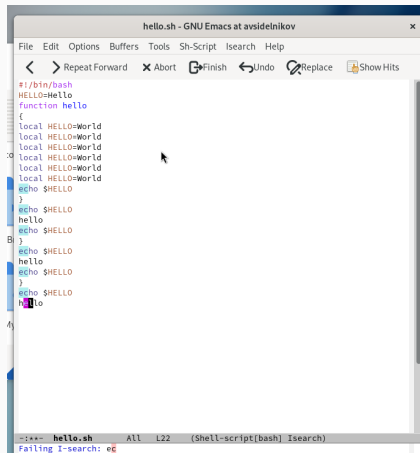 hello.sh - GNU Emacs at avsidelnikov
File Edit Options Buffers Tools Sh-Script Isearch Help
Repeat Forward Abort Finish Undo Replace Show Hits
#!/bin/bash
HELLO=Hello
function hello
{
local HELLO=World
local HELLO=World
local HELLO=World
local HELLO=World
local HELLO=World
local HELLO=World
echo $HELLO
}
echo $HELLO
hello
echo $HELLO
}
echo $HELLO
hello
echo $HELLO
}
echo $HELLO
hello
-:**- hello.sh All L22 (Shell-script[bash] Isearch)
Failing I-search: ec